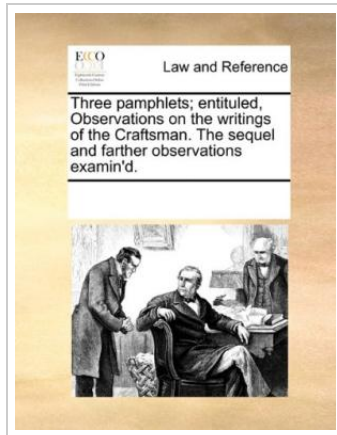 ECCO
Law and Reference
Three pamphlets; entituled,
Observations on the writings
of the Craftsman. The sequel
and farther observations
examin'd.